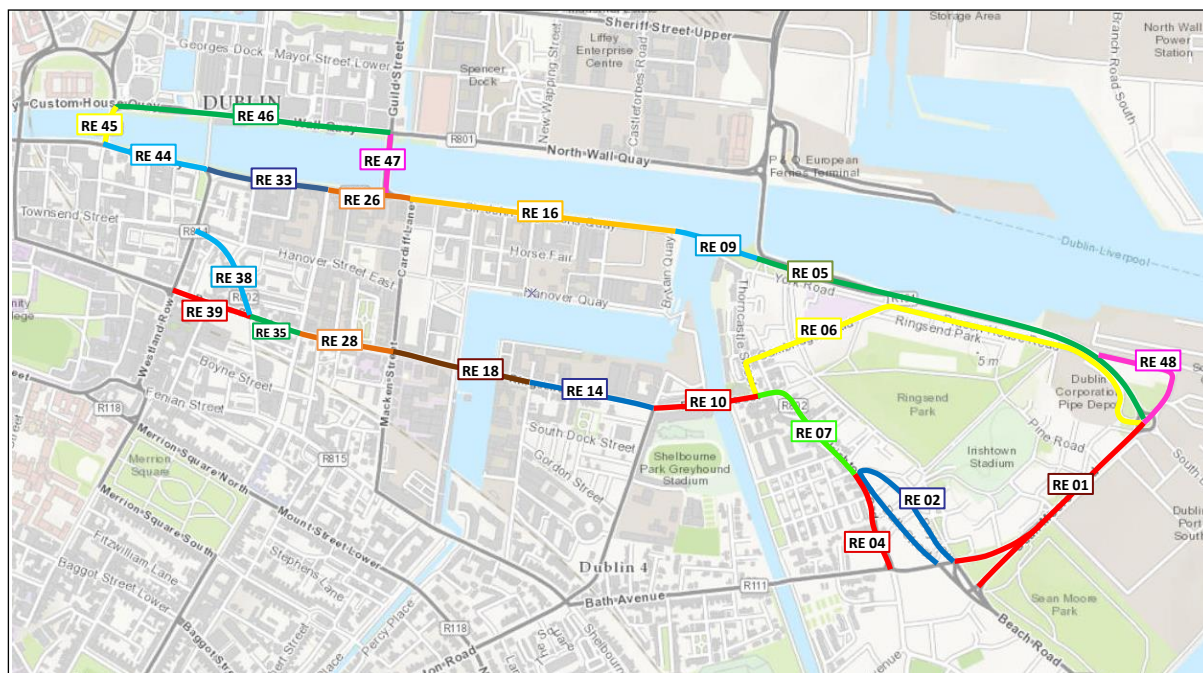 Sheriff Street Upper
Storage Area
North Wall
Power
Station
Branch Road South
Georges Dock
Mayor Street Lower
Guild Street
Spencer
Dock
New Wapping Street
Liffey
Enterprise
Centre
Castleforbes Road
Custom House Quay
DUBLIN
RE 46
Wall Quay
RE 45
R801
North Wall Quay
P & O European
Ferries Terminal
RE 44
RE 47
RE 33
RE 26
RE 16
Townsend Street
Cardiff Lane
RE 09
Dublin-Liverpool
Hanover Street East
Horse Fair
Britain Quay
RE 05
York Road
RE 38
Hanover Quay
RE 39
RE 35
Thorncastle Street
RE 06
Ringsend Park
5 m
RE 48
Westland Row
RE 28
Boyne Street
RE 18
Dublin
Corporation
Pipe Depot
Fenian Street
R118
Macken Street
RE 14
RE 10
R802
Ringsend
Park
Merrion
Square
Merrion Square North
R815
South Dock Street
Gordon Street
Shelbourne
Park Greyhound
Stadium
RE 07
Irishtown
Stadium
Pine Road
RE 01
RE 02
Merrion Square South
Mount Street Lower
RE 04
Dublin
Port
South
Fitzwilliam Lane
Baggot Street Lower
Stephens Lane
Dublin 4
Bath Avenue
R111
Sean Moore
Park
Percy Place
R118
Beach Road